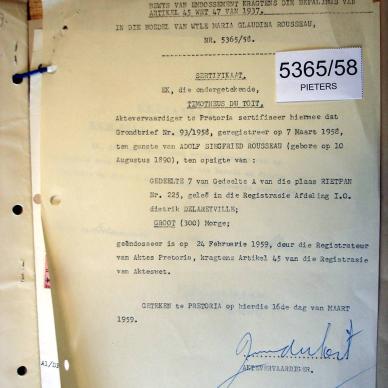 BEWYS VAN ENDOSSEMENT KRAGTENS DIE BEPALINGS VAN
ARTIKEL 45 WET 47 VAN 1937.
IN DIE BOEDEL VAN WYLE MARIA GLAUDINA ROUSSEAU,
NR. 5365/58.
5365/58
PIETERS
SERTIFIKAAT.
EK, die ondergetekende,
TIMOTHEUS DU TOIT,
Aktevervaardiger te Pretoria sertifiseer hiermee dat
Grondbrief Nr. 93/1958, geregistreer op 7 Maart 1958,
ten gunste van ADOLF SIEGFRIED ROUSSEAU (gebore op 10
Augustus 1890), ten opsigte van :
GEDEELTE 7 van Gedeelte A van die plaas RIETPAN
Nr. 225, geleë in die Registrasie Afdeling I.O.
distrik DELAREYVILLE;
GROOT (300) Morge;
geëndosseer is op 24 Februarie 1959, deur die Registrateur
van Aktes Pretoria, kragtens Artikel 45 van die Registrasie
van Akteswet.
GETEKEN te PRETORIA op hierdie 16de dag van MAART
1959.
AKTEVERVAARDIGER.